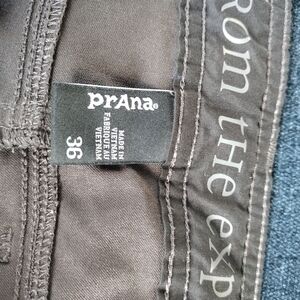 prAna®
MADE IN
VIETNAM
FABRIQUE AU
VIETNAM
36
ROM tHe exp